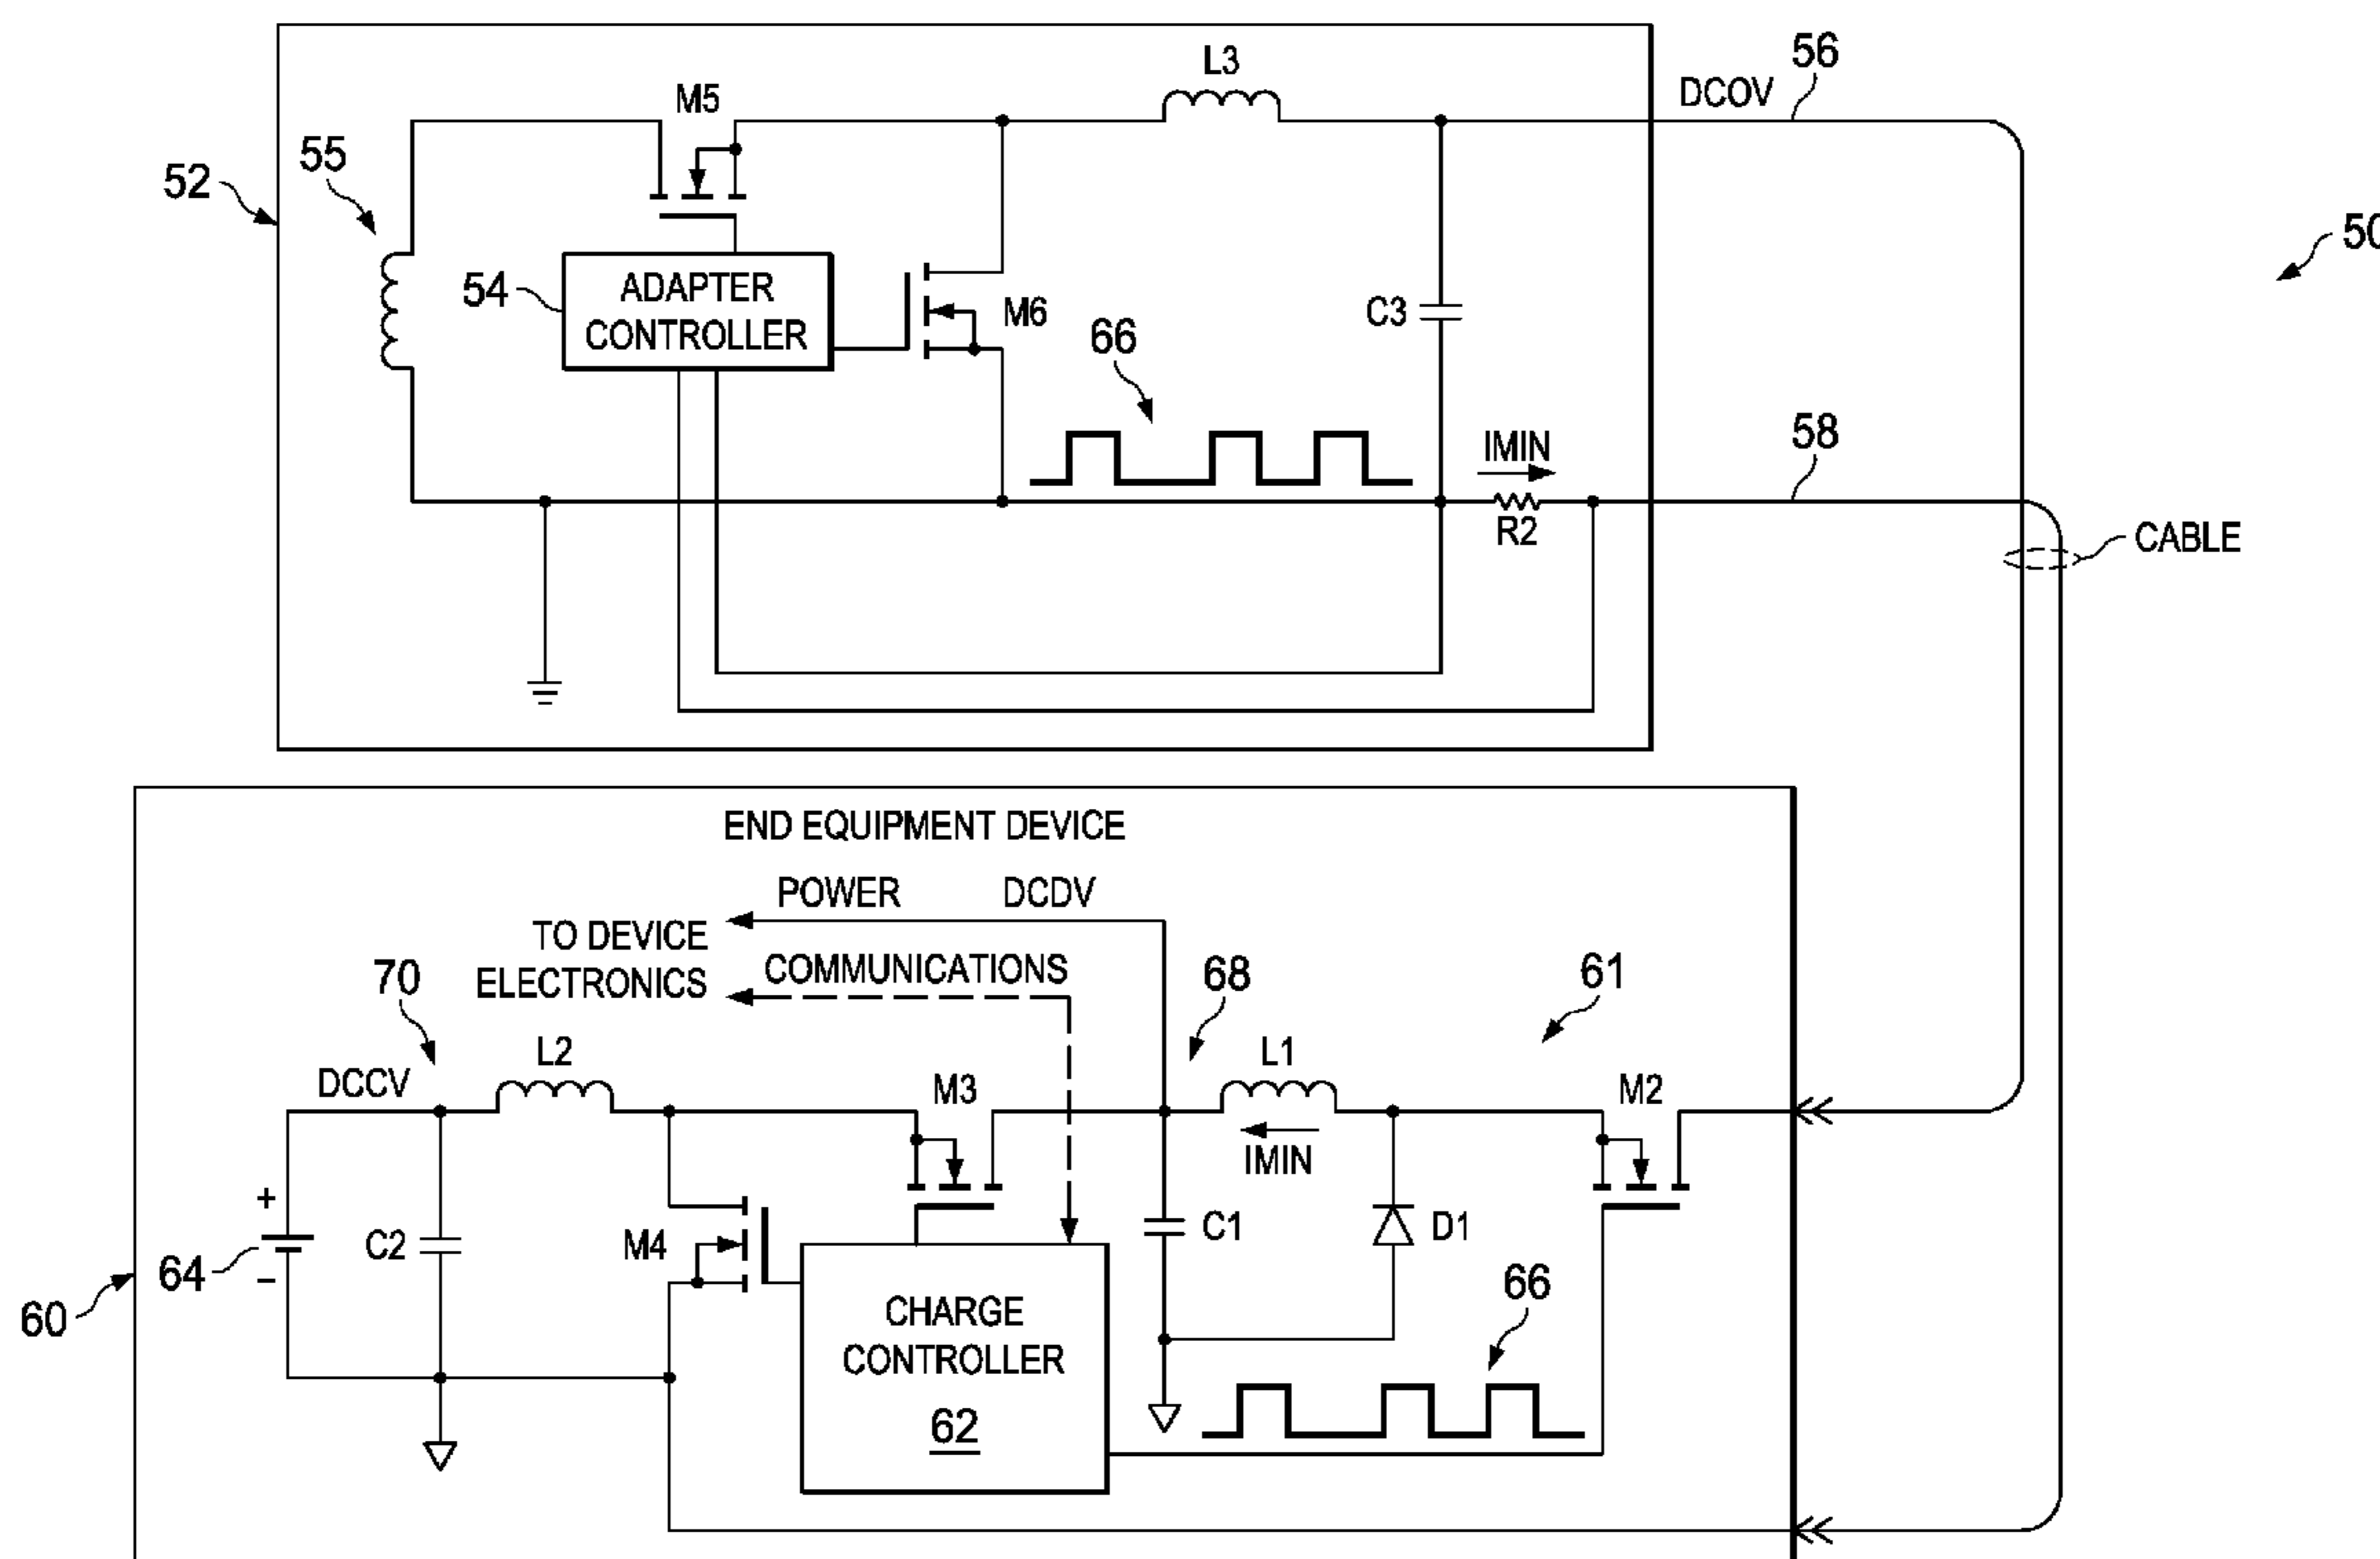 L3
56
DCOV
M5
55
52
50
54
ADAPTER
CONTROLLER
M6
C3
66
IMIN
R2
58
CABLE
END EQUIPMENT DEVICE
POWER
DCDV
TO DEVICE
ELECTRONICS
COMMUNICATIONS
70
68
61
DCCV
L2
M3
L1
M2
IMIN
+
64
−
C2
M4
C1
D1
60
CHARGE
CONTROLLER
62
66